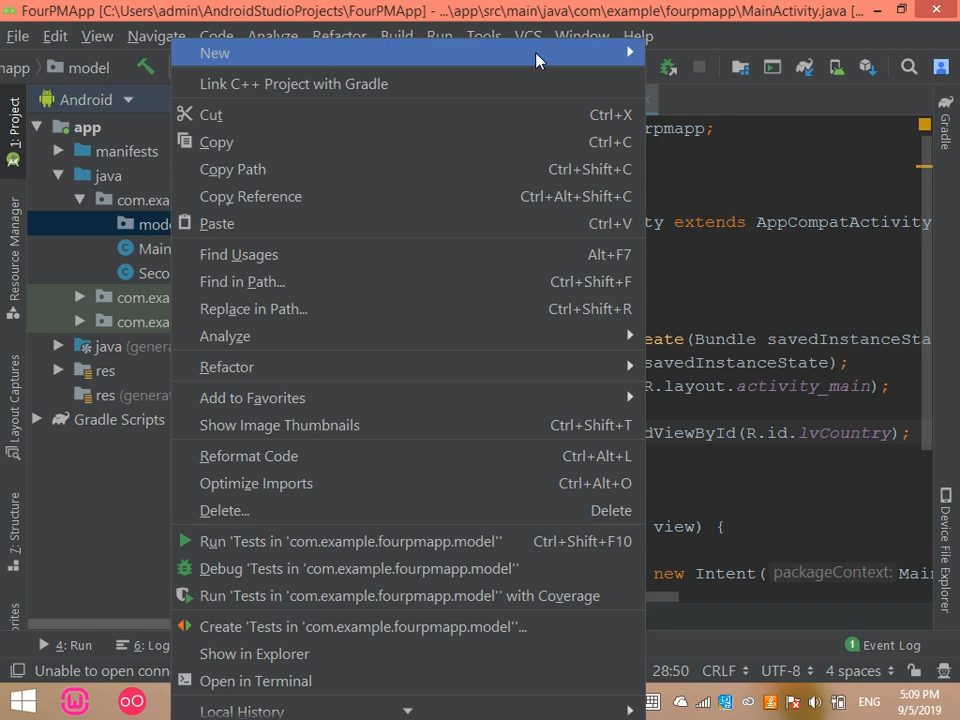 FourPMApp [C:\Users\admin\AndroidStudioProjects\FourPMApp] - ...\app\src\main\java\com\example\fourpmapp\MainActivity.java [...
File Edit View Navigate Code Analyze Refactor Build Run Tools VCS Window Help
mapp model
1: Project
Resource Manager
Layout Captures
7: Structure
Android
app
manifests
java
com.exa
mode
Main
Seco
com.exa
com.exa
java (genera
res
res (generat
Gradle Scripts
New
Link C++ Project with Gradle
Cut Ctrl+X
Copy Ctrl+C
Copy Path Ctrl+Shift+C
Copy Reference Ctrl+Alt+Shift+C
Paste Ctrl+V
Find Usages Alt+F7
Find in Path... Ctrl+Shift+F
Replace in Path... Ctrl+Shift+R
Analyze
Refactor
Add to Favorites
Show Image Thumbnails Ctrl+Shift+T
Reformat Code Ctrl+Alt+L
Optimize Imports Ctrl+Alt+O
Delete... Delete
Run 'Tests in 'com.example.fourpmapp.model'' Ctrl+Shift+F10
Debug 'Tests in 'com.example.fourpmapp.model''
Run 'Tests in 'com.example.fourpmapp.model'' with Coverage
Create 'Tests in 'com.example.fourpmapp.model''...
Show in Explorer
Open in Terminal
Local History
rpmapp;
ty extends AppCompatActivity
eate(Bundle savedInstanceSta
savedInstanceState);
R.layout.activity_main);
dViewById(R.id.lvCountry);
view) {
new Intent( packageContext: Main
Gradle
Device File Explorer
4: Run 6: Log
1 Event Log
Unable to open conn
28:50 CRLF UTF-8 4 spaces
ENG
5:09 PM
9/5/2019